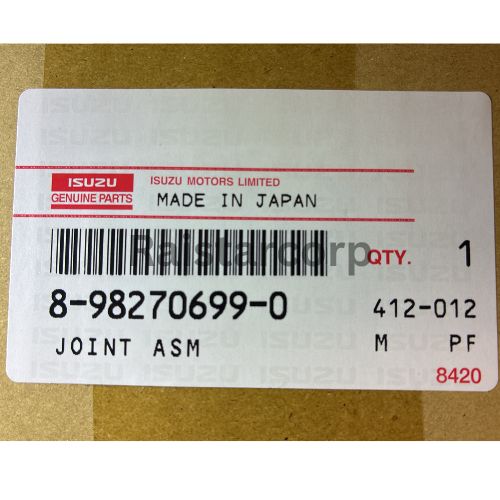 ISUZU
GENUINE PARTS
ISUZU MOTORS LIMITED
MADE IN JAPAN
Raistarcorp
QTY. 1
8-98270699-0 412-012
JOINT ASM M PF
8420